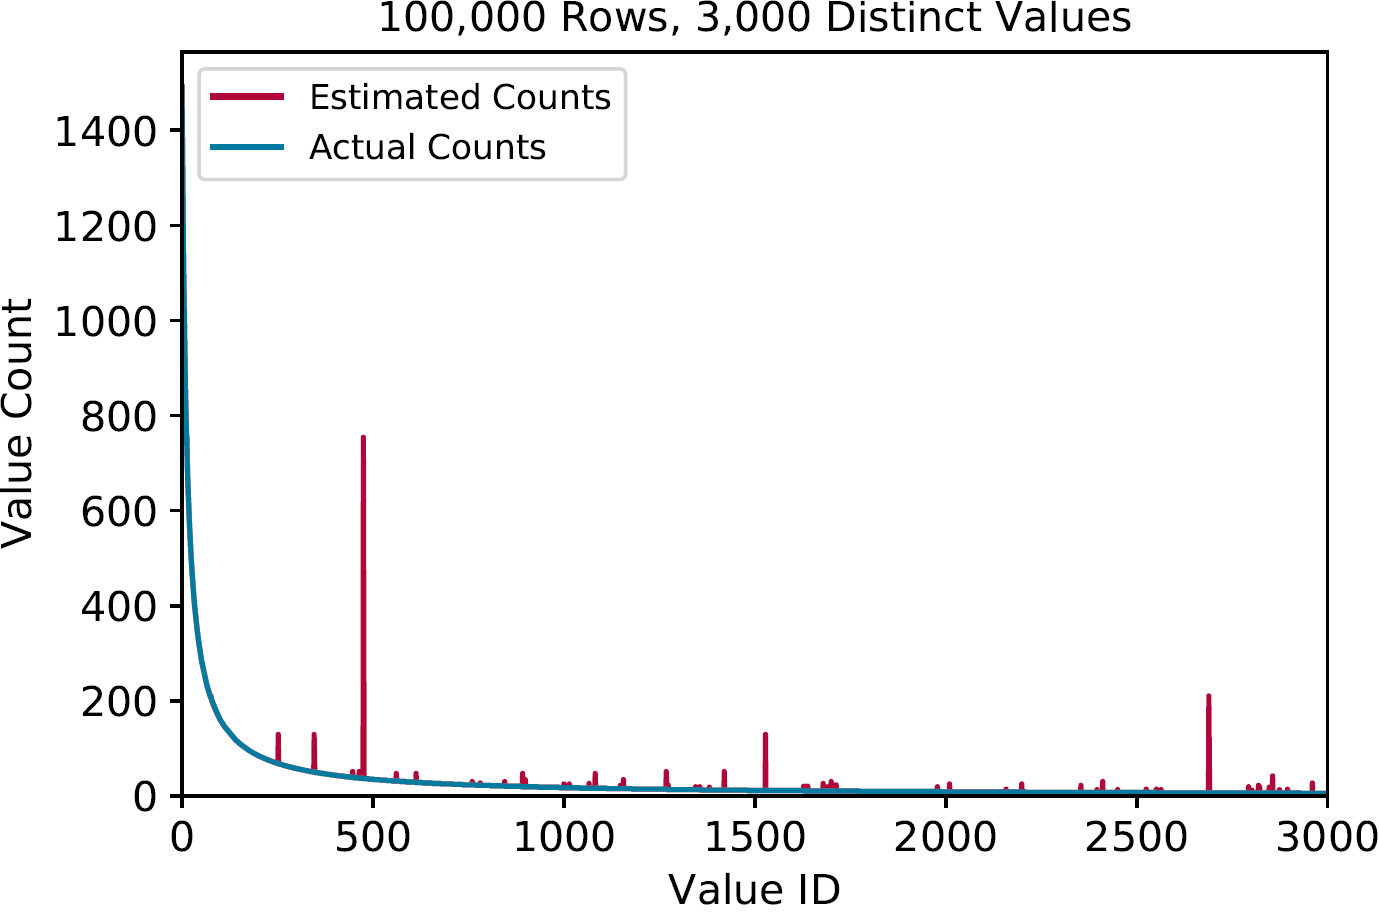 100,000 Rows, 3,000 Distinct Values
Estimated Counts
Actual Counts
1400
1200
1000
800
600
400
200
0
Value Count
0 500 1000 1500 2000 2500 3000
Value ID